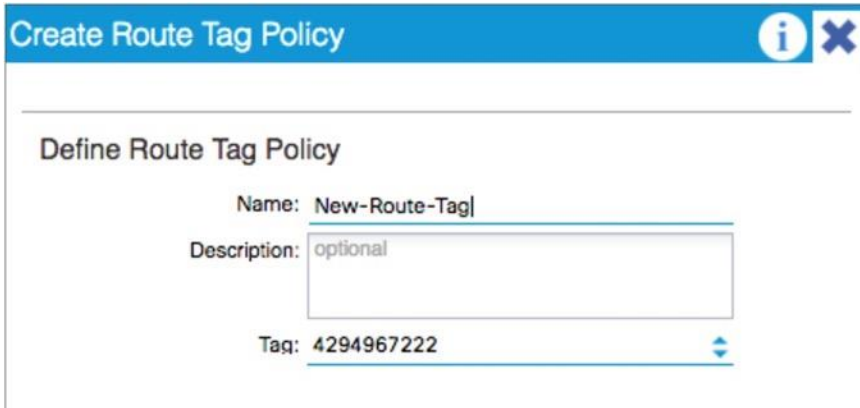 Create Route Tag Policy
Define Route Tag Policy
Name: New-Route-Tag
Description: optional
Tag: 4294967222